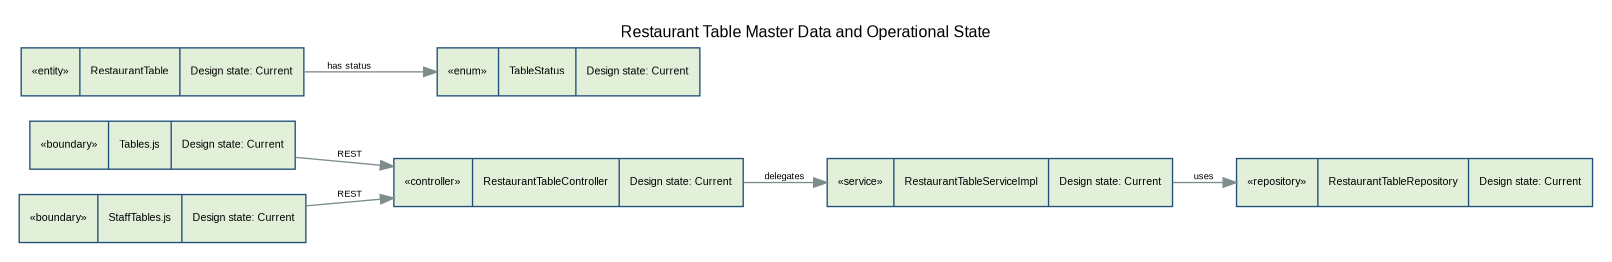 Restaurant Table Master Data and Operational State
«entity» RestaurantTable Design state: Current
has status
«enum» TableStatus Design state: Current
«boundary» Tables.js Design state: Current
REST
«boundary» StaffTables.js Design state: Current
REST
«controller» RestaurantTableController Design state: Current
delegates
«service» RestaurantTableServiceImpl Design state: Current
uses
«repository» RestaurantTableRepository Design state: Current